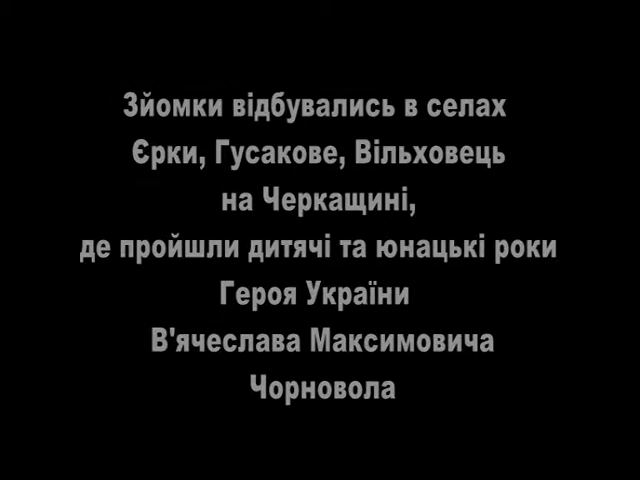 Зйомки відбувались в селах
Єрки, Гусакове, Вільховець
на Черкащині,
де пройшли дитячі та юнацькі роки
Героя України
В'ячеслава Максимовича
Чорновола